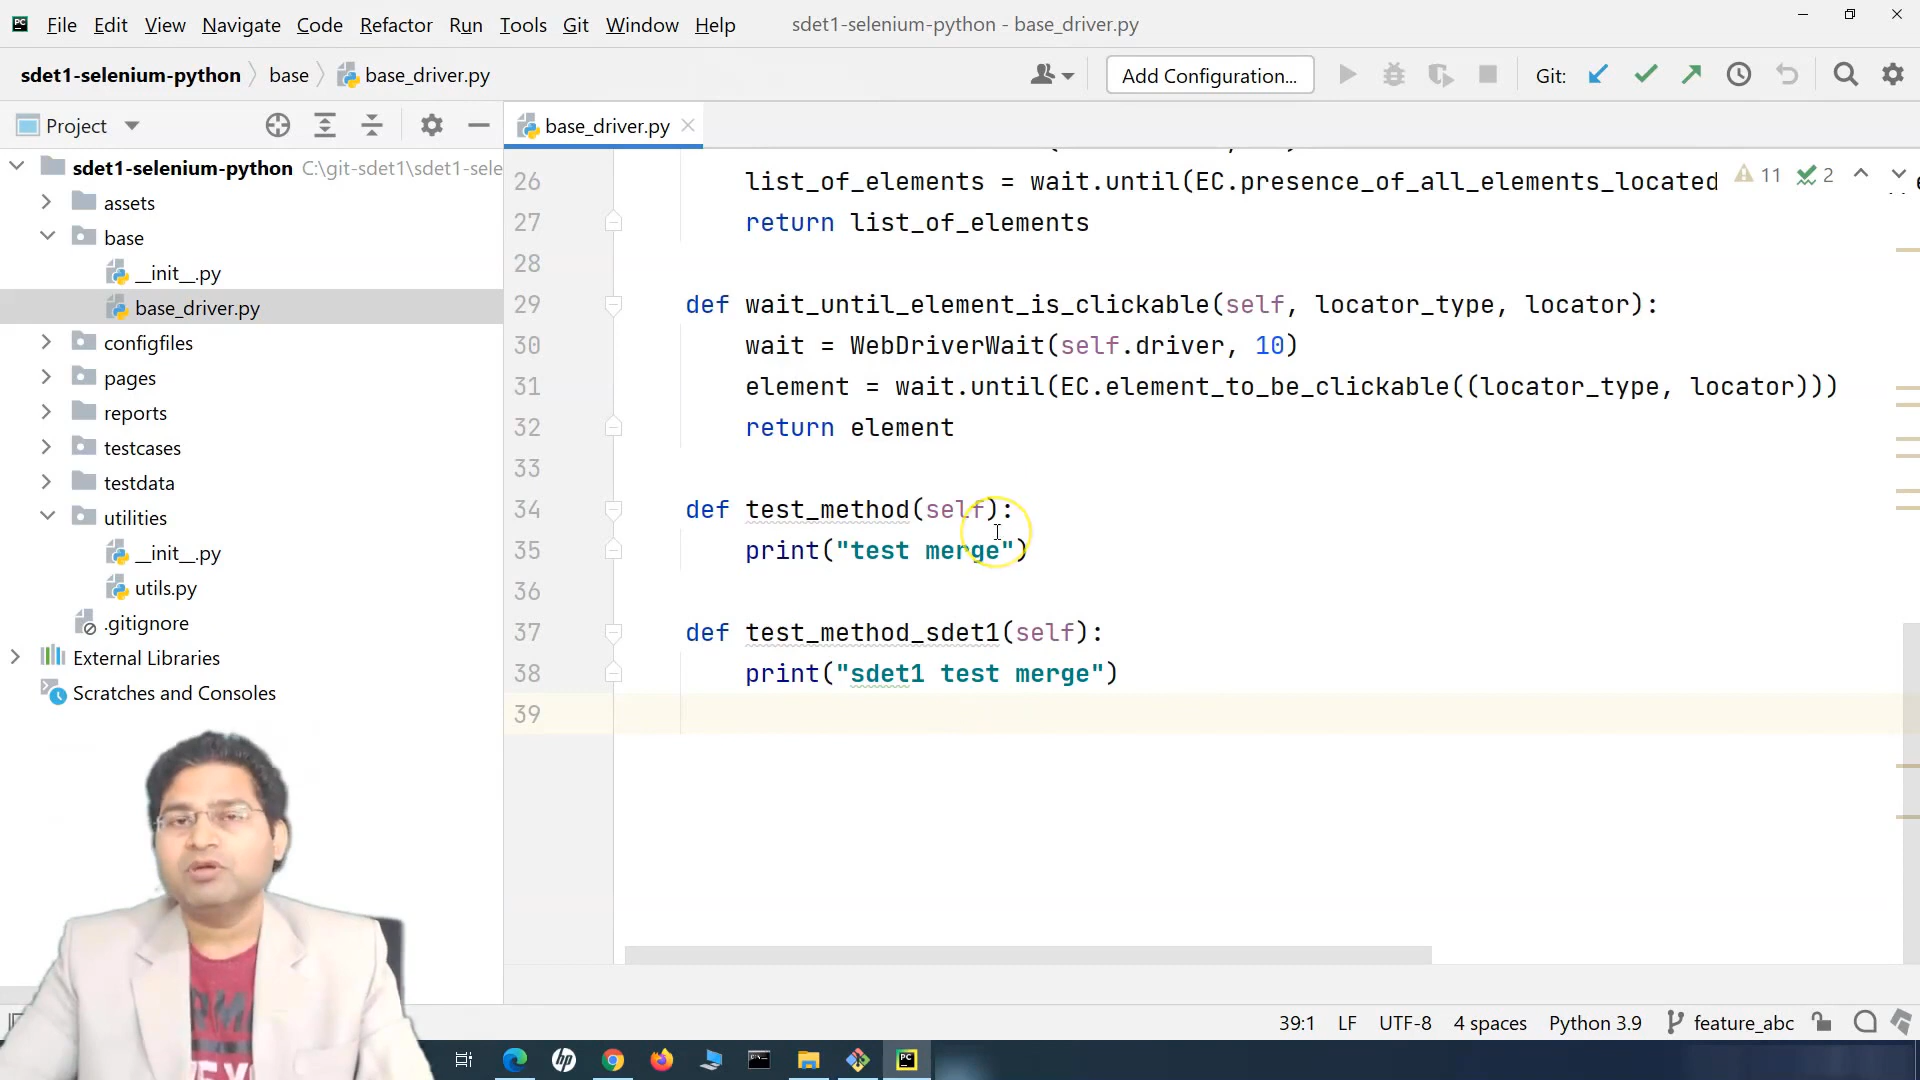 File Edit View Navigate Code Refactor Run Tools Git Window Help sdet1-selenium-python - base_driver.py
sdet1-selenium-python base base_driver.py Add Configuration... Git:
Project
base_driver.py
sdet1-selenium-python C:\git-sdet1\sdet1-sele
assets
base
__init__.py
base_driver.py
configfiles
pages
reports
testcases
testdata
utilities
__init__.py
utils.py
.gitignore
External Libraries
Scratches and Consoles
11 2
26 list_of_elements = wait.until(EC.presence_of_all_elements_located
27 return list_of_elements
28
29 def wait_until_element_is_clickable(self, locator_type, locator):
30 wait = WebDriverWait(self.driver, 10)
31 element = wait.until(EC.element_to_be_clickable((locator_type, locator)))
32 return element
33
34 def test_method(self):
35 print("test merge")
36
37 def test_method_sdet1(self):
38 print("sdet1 test merge")
39
39:1 LF UTF-8 4 spaces Python 3.9 feature_abc
hp PC